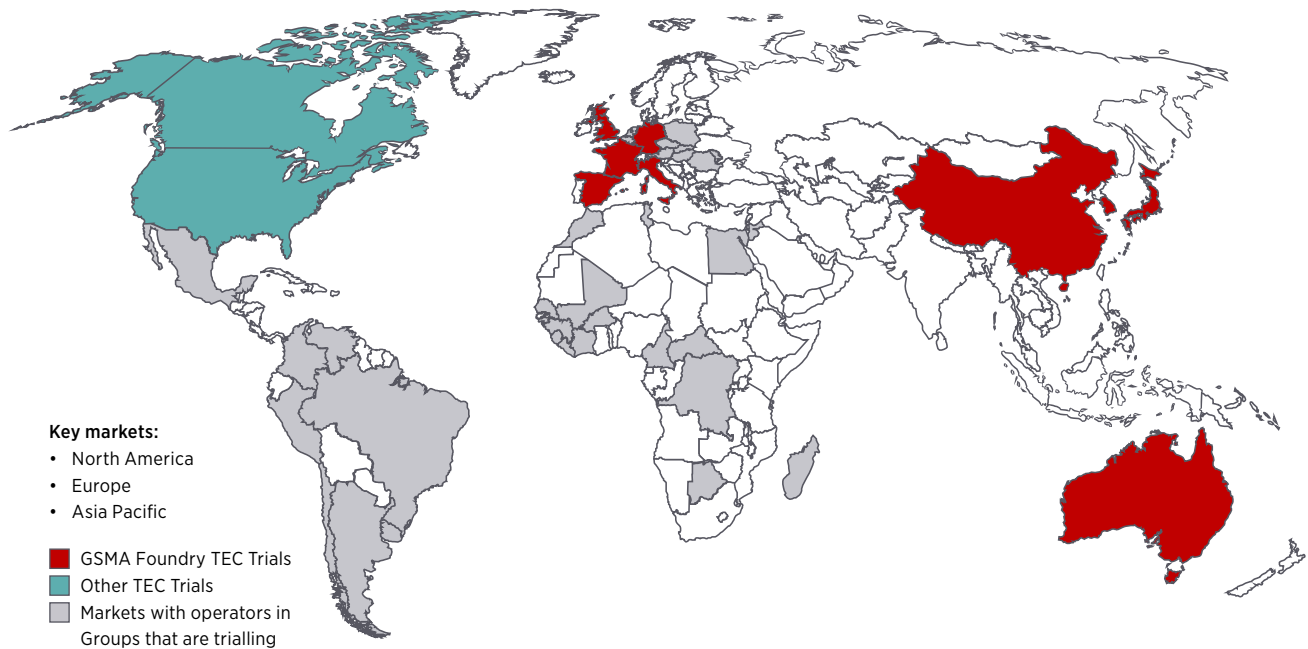 Key markets:
• North America
• Europe
• Asia Pacific
GSMA Foundry TEC Trials
Other TEC Trials
Markets with operators in
Groups that are trialling